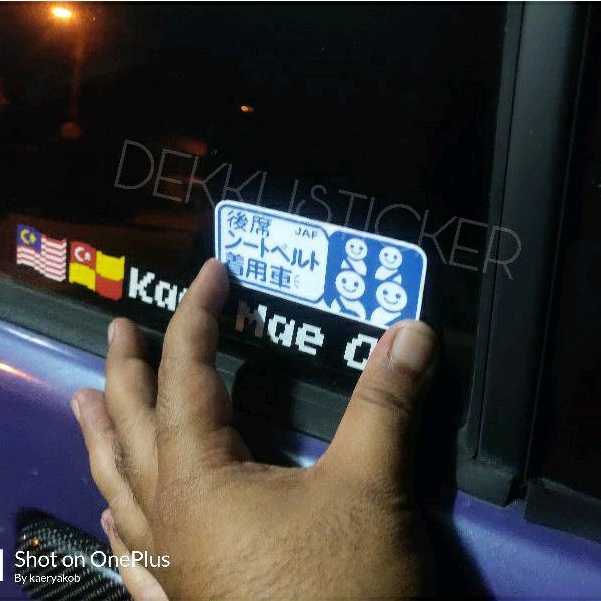 DEKKUSTICKER
後席
JAF
シートベルト
着用車
Mae
Shot on OnePlus
By kaeryakob